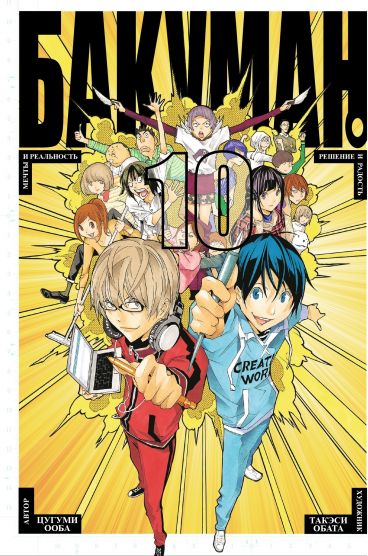 БАКУМАН.
МЕЧТЫ
И РЕАЛЬНОСТЬ
10
РЕШЕНИЕ
И РАДОСТЬ
CREATE
WORK
АВТОР
ЦУГУМИ
ООБА
ТАКЭСИ
ОБАТА
ХУДОЖНИК